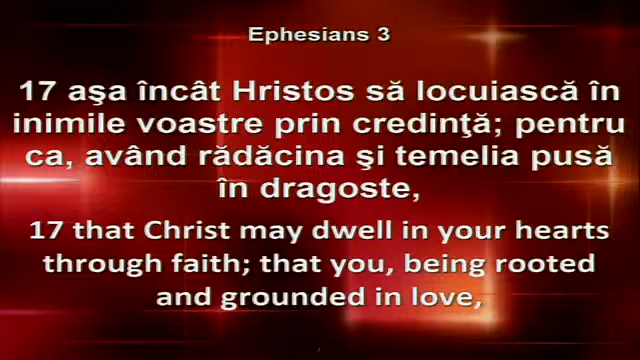 Ephesians 3
17 aşa încât Hristos să locuiască în
inimile voastre prin credinţă; pentru
ca, având rădăcina şi temelia pusă
în dragoste,
17 that Christ may dwell in your hearts
through faith; that you, being rooted
and grounded in love,